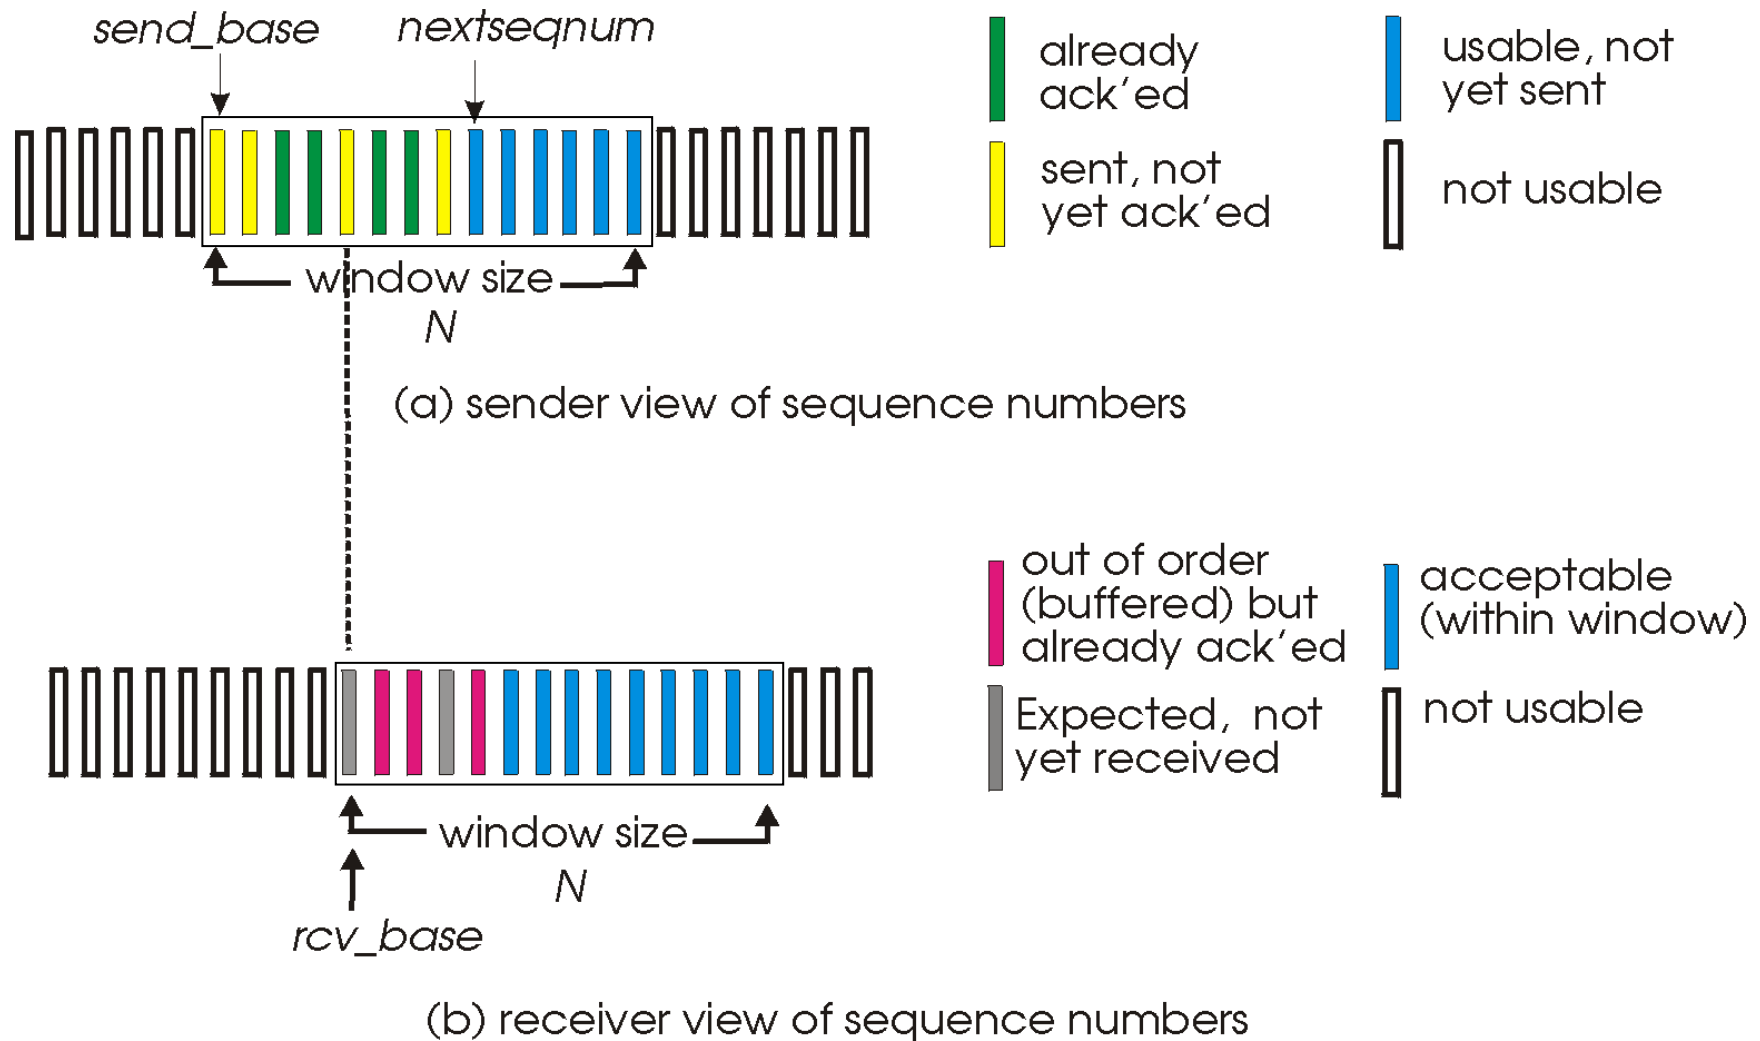 send_base
nextseqnum
already
ack'ed
usable, not
yet sent
sent, not
yet ack'ed
not usable
window size
N
(a) sender view of sequence numbers
out of order
(buffered) but
already ack'ed
acceptable
(within window)
Expected, not
yet received
not usable
window size
N
rcv_base
(b) receiver view of sequence numbers